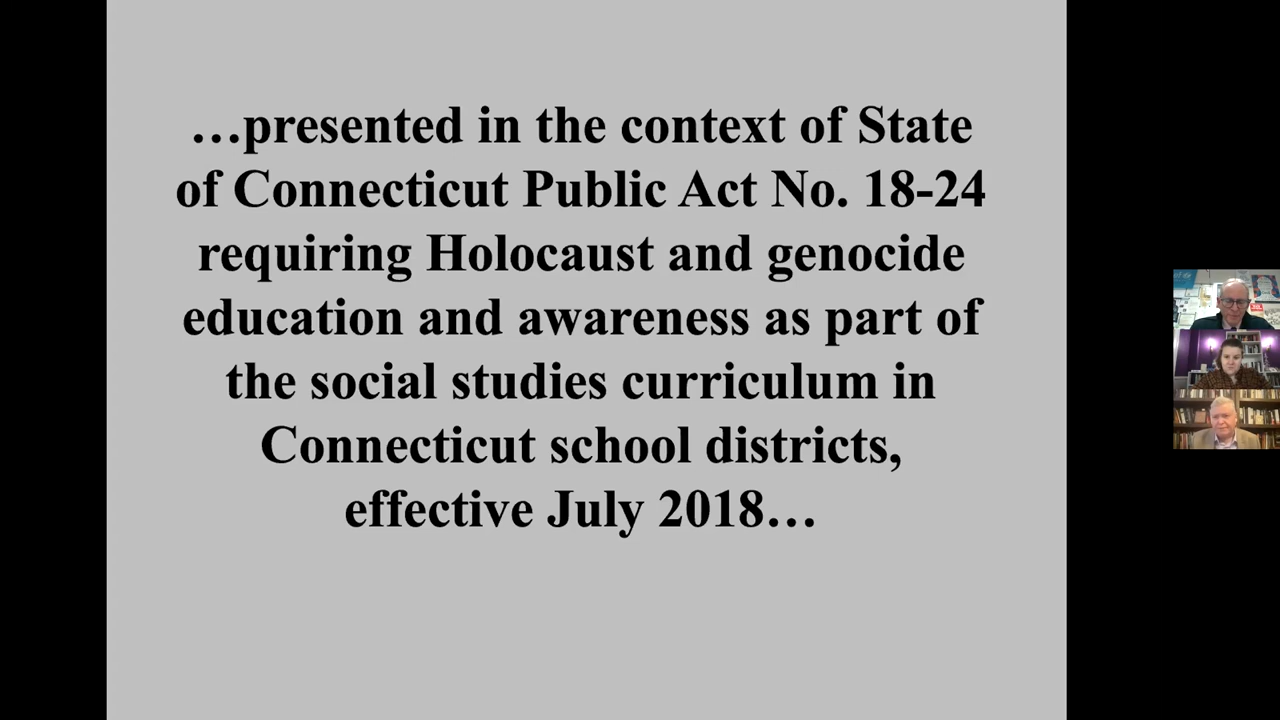 …presented in the context of State
of Connecticut Public Act No. 18-24
requiring Holocaust and genocide
education and awareness as part of
the social studies curriculum in
Connecticut school districts,
effective July 2018…